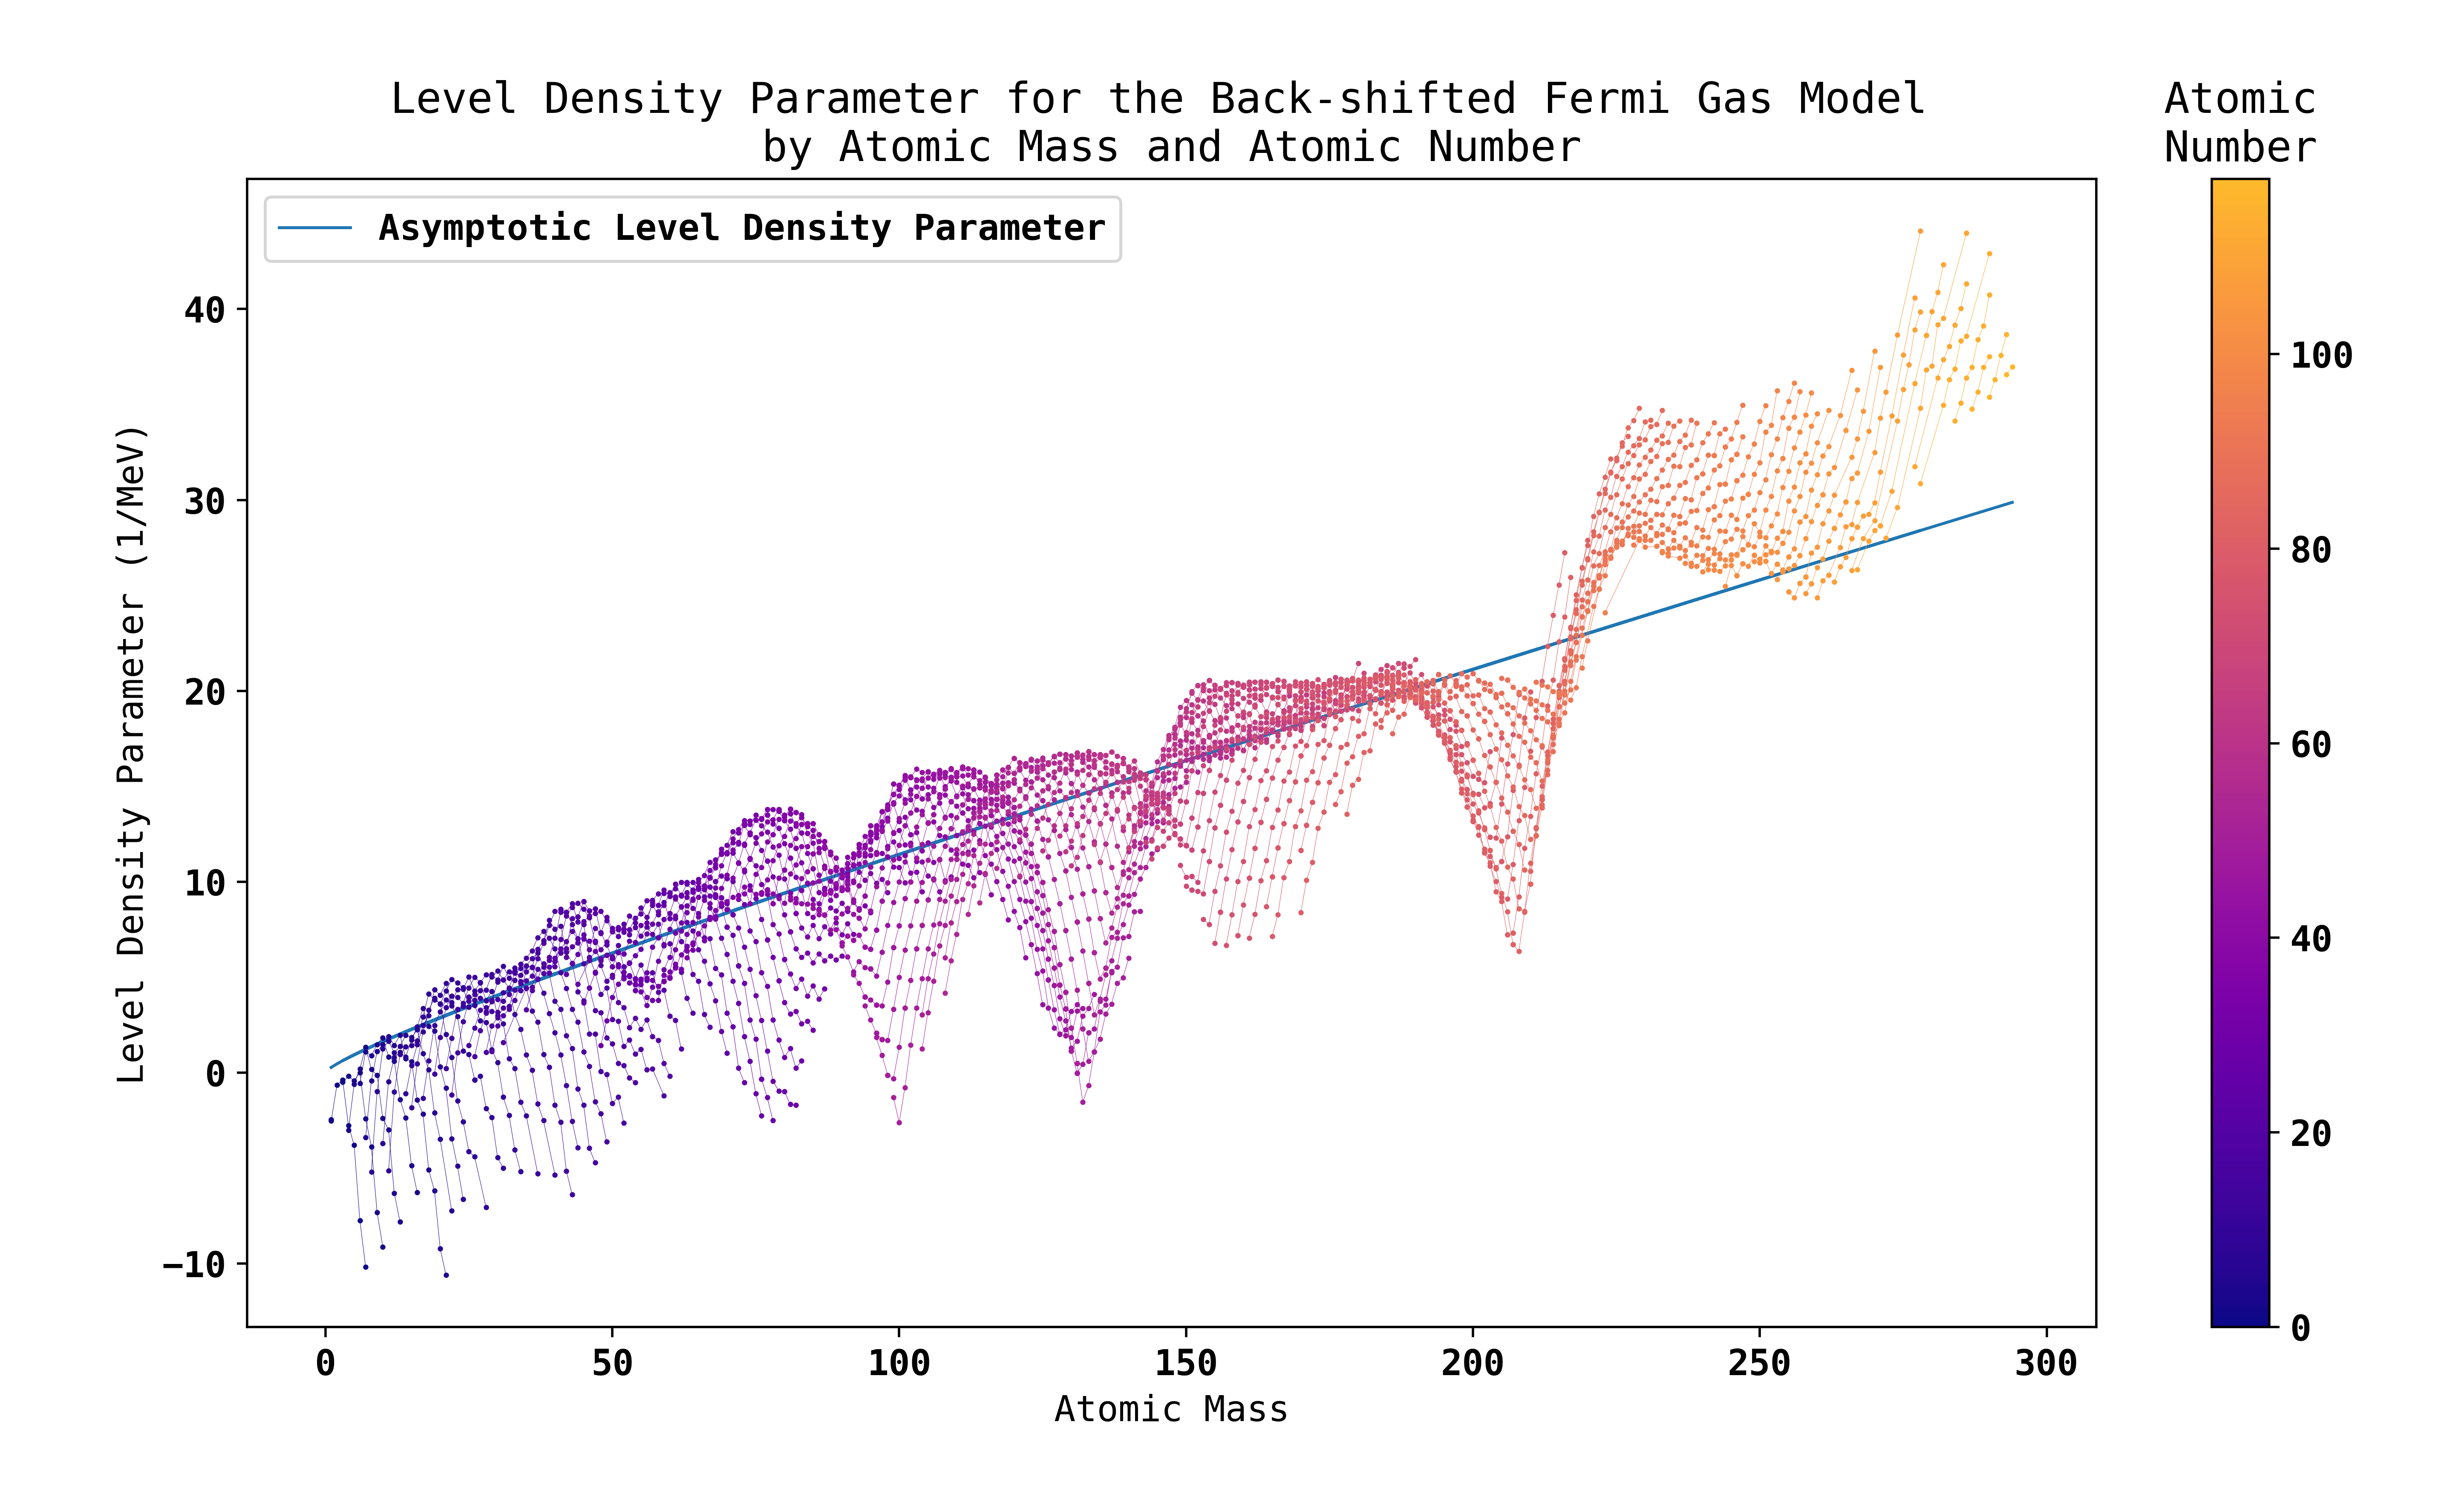 Level Density Parameter for the Back-shifted Fermi Gas Model
by Atomic Mass and Atomic Number
Atomic
Number
Asymptotic Level Density Parameter
Level Density Parameter (1/MeV)
40
30
20
10
0
−10
0
50
100
150
200
250
300
Atomic Mass
100
80
60
40
20
0